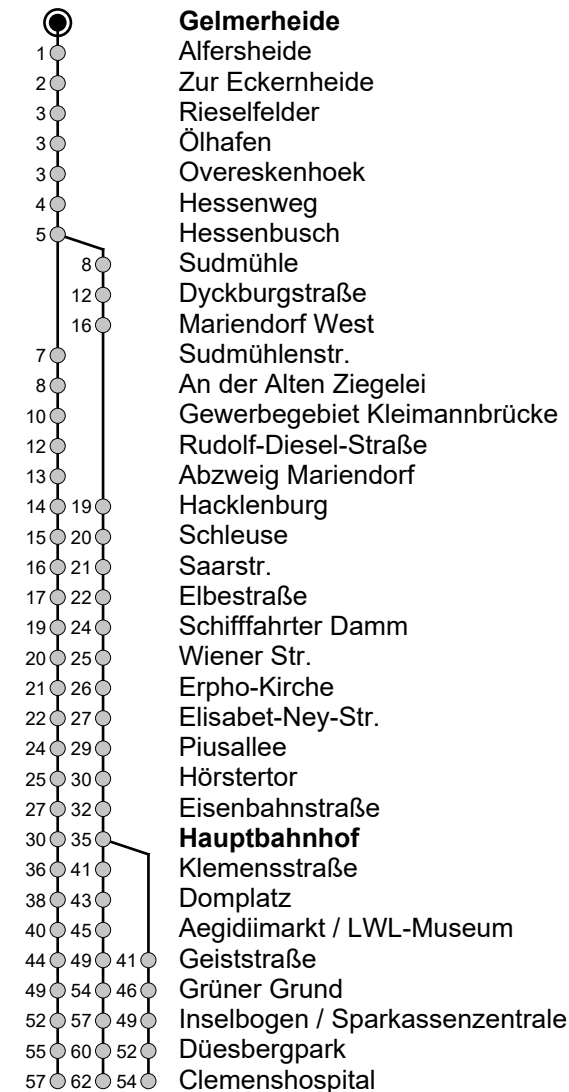 Gelmerheide
1 Alfersheide
2 Zur Eckernheide
3 Rieselfelder
3 Ölhafen
3 Overeskenhoek
4 Hessenweg
5 Hessenbusch
8 Sudmühle
12 Dyckburgstraße
16 Mariendorf West
7 Sudmühlenstr.
8 An der Alten Ziegelei
10 Gewerbegebiet Kleimannbrücke
12 Rudolf-Diesel-Straße
13 Abzweig Mariendorf
14 19 Hacklenburg
15 20 Schleuse
16 21 Saarstr.
17 22 Elbestraße
19 24 Schifffahrter Damm
20 25 Wiener Str.
21 26 Erpho-Kirche
22 27 Elisabet-Ney-Str.
24 29 Piusallee
25 30 Hörstertor
27 32 Eisenbahnstraße
30 35 Hauptbahnhof
36 41 Klemensstraße
38 43 Domplatz
40 45 Aegidiimarkt / LWL-Museum
44 49 41 Geiststraße
49 54 46 Grüner Grund
52 57 49 Inselbogen / Sparkassenzentrale
55 60 52 Düesbergpark
57 62 54 Clemenshospital